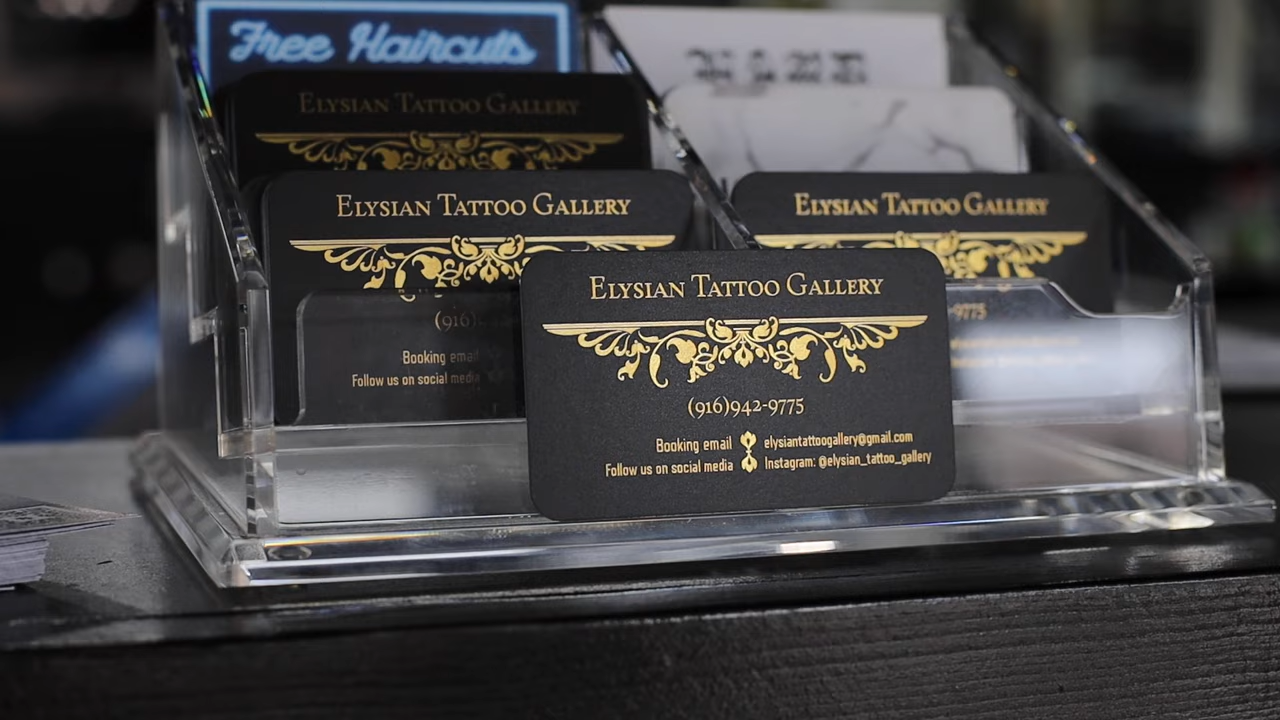 Free Haircuts
ELYSIAN TATTOO GALLERY
ELYSIAN TATTOO GALLERY
(916)
Booking email
Follow us on social media
ELYSIAN TATTOO GALLERY
-9775
ELYSIAN TATTOO GALLERY
(916)942-9775
Booking email elysiantattoogallery@gmail.com
Follow us on social media Instagram: @elysian_tattoo_gallery